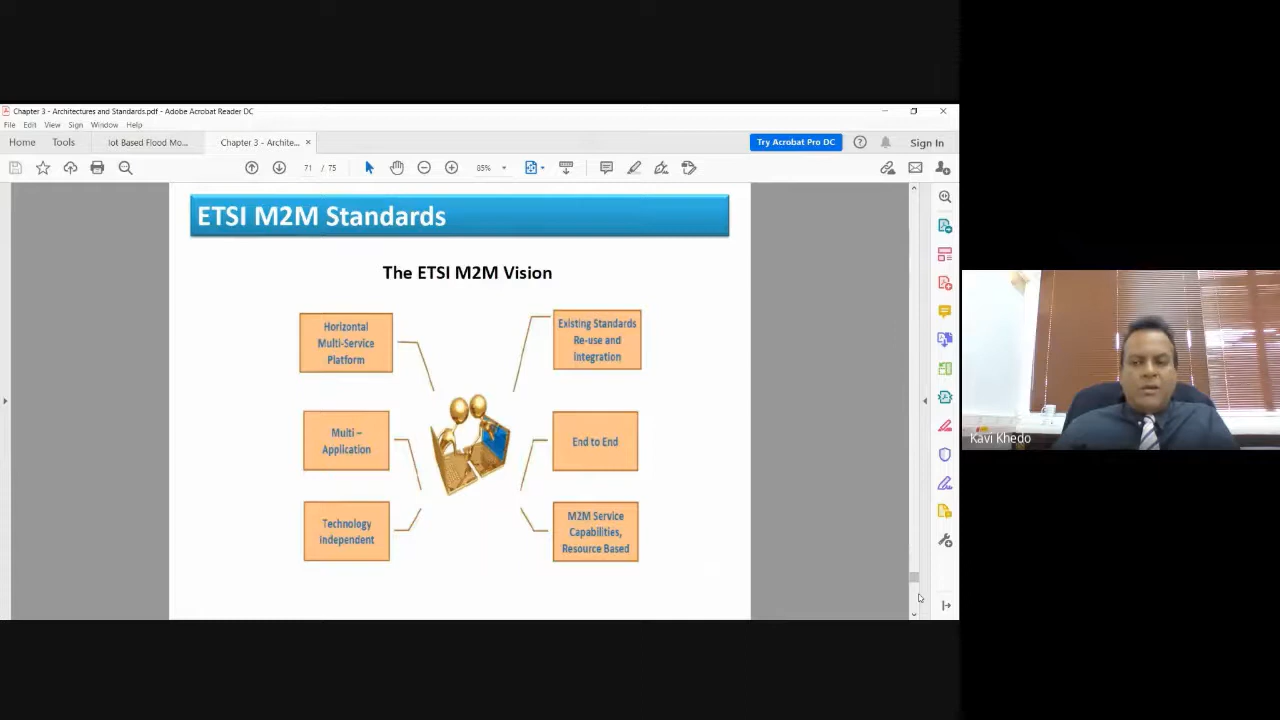 Chapter 3 - Architectures and Standards.pdf - Adobe Acrobat Reader DC
File Edit View Sign Window Help
Home Tools Iot Based Flood Mo... Chapter 3 - Archite... × Try Acrobat Pro DC Sign In
71 / 75 85%
ETSI M2M Standards
The ETSI M2M Vision
Horizontal
Multi-Service
Platform
Existing Standards
Re-use and
Integration
Multi –
Application
End to End
Technology
Independent
M2M Service
Capabilities,
Resource Based
Kavi Khedo